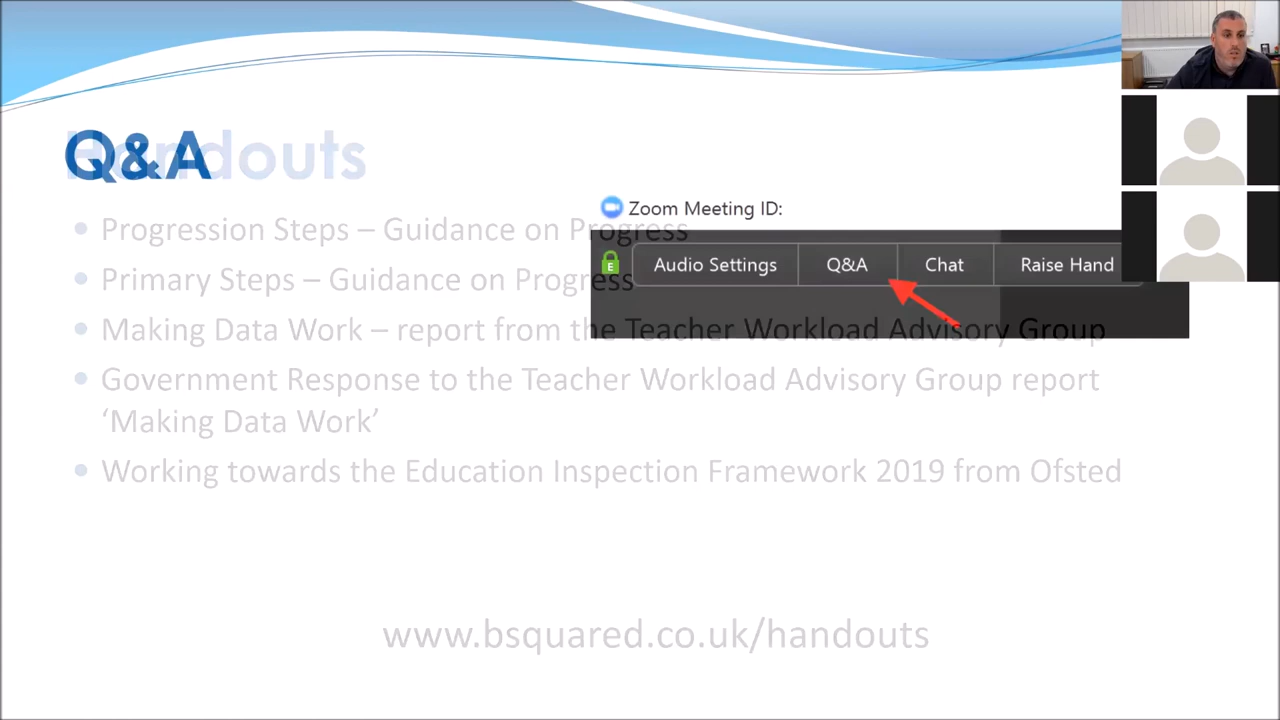 Handouts
Q&A
• Progression Steps – Guidance on Progress
• Primary Steps – Guidance on Progress
• Making Data Work – report from the Teacher Workload Advisory Group
• Government Response to the Teacher Workload Advisory Group report
‘Making Data Work’
• Working towards the Education Inspection Framework 2019 from Ofsted
www.bsquared.co.uk/handouts
Zoom Meeting ID:
E
Audio Settings Q&A Chat Raise Hand